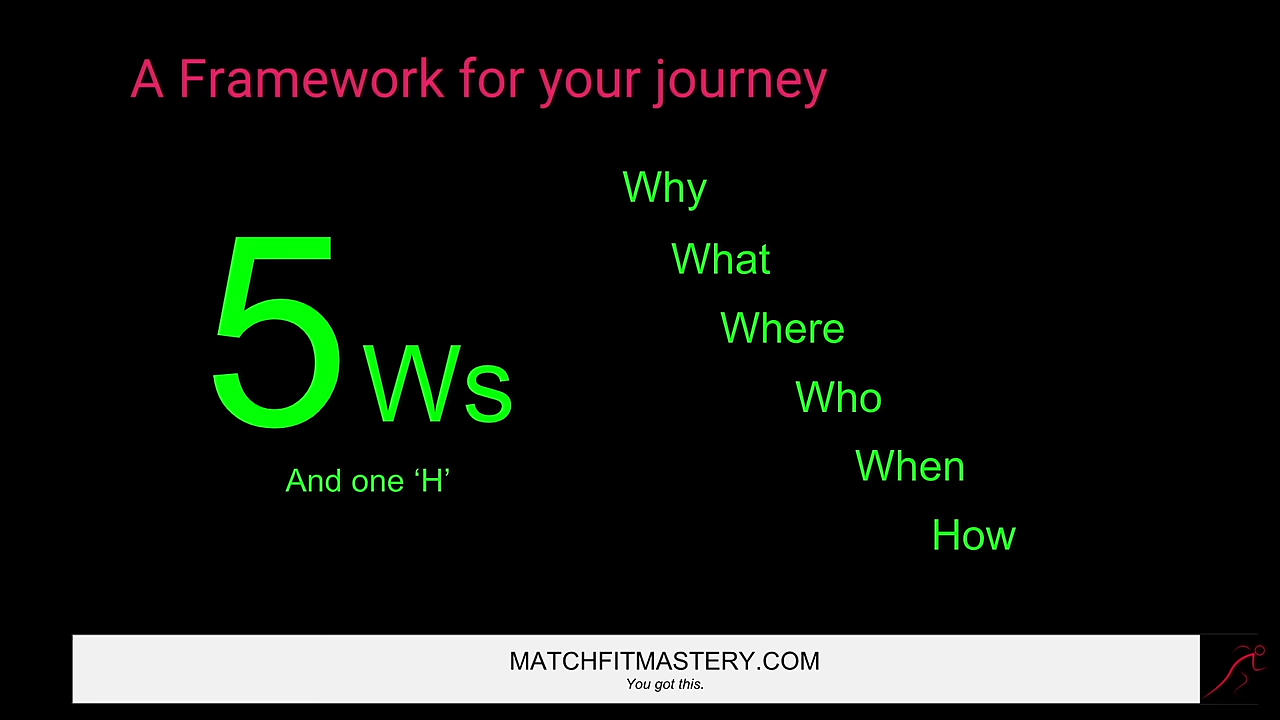 A Framework for your journey
5 Ws
And one ‘H’
Why
What
Where
Who
When
How
MATCHFITMASTERY.COM
You got this.